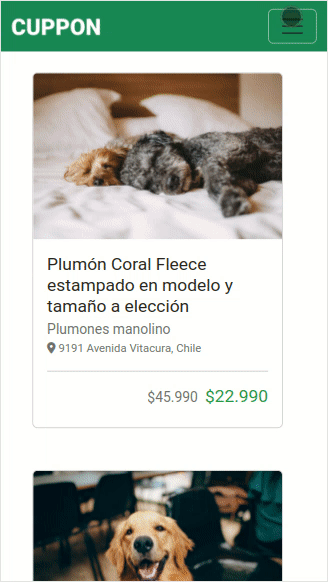 CUPPON
Plumón Coral Fleece
estampado en modelo y
tamaño a elección
Plumones manolino
9191 Avenida Vitacura, Chile
$45.990 $22.990